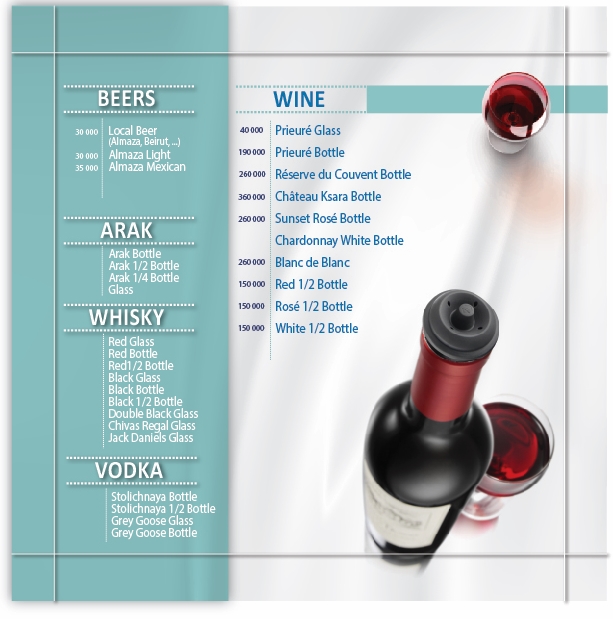 BEERS
30 000 Local Beer
(Almaza, Beirut, ...)
30 000 Almaza Light
35 000 Almaza Mexican
ARAK
Arak Bottle
Arak 1/2 Bottle
Arak 1/4 Bottle
Glass
WHISKY
Red Glass
Red Bottle
Red1/2 Bottle
Black Glass
Black Bottle
Black 1/2 Bottle
Double Black Glass
Chivas Regal Glass
Jack Daniels Glass
VODKA
Stolichnaya Bottle
Stolichnaya 1/2 Bottle
Grey Goose Glass
Grey Goose Bottle
WINE
40 000 Prieuré Glass
190 000 Prieuré Bottle
260 000 Réserve du Couvent Bottle
360 000 Château Ksara Bottle
260 000 Sunset Rosé Bottle
Chardonnay White Bottle
260 000 Blanc de Blanc
150 000 Red 1/2 Bottle
150 000 Rosé 1/2 Bottle
150 000 White 1/2 Bottle